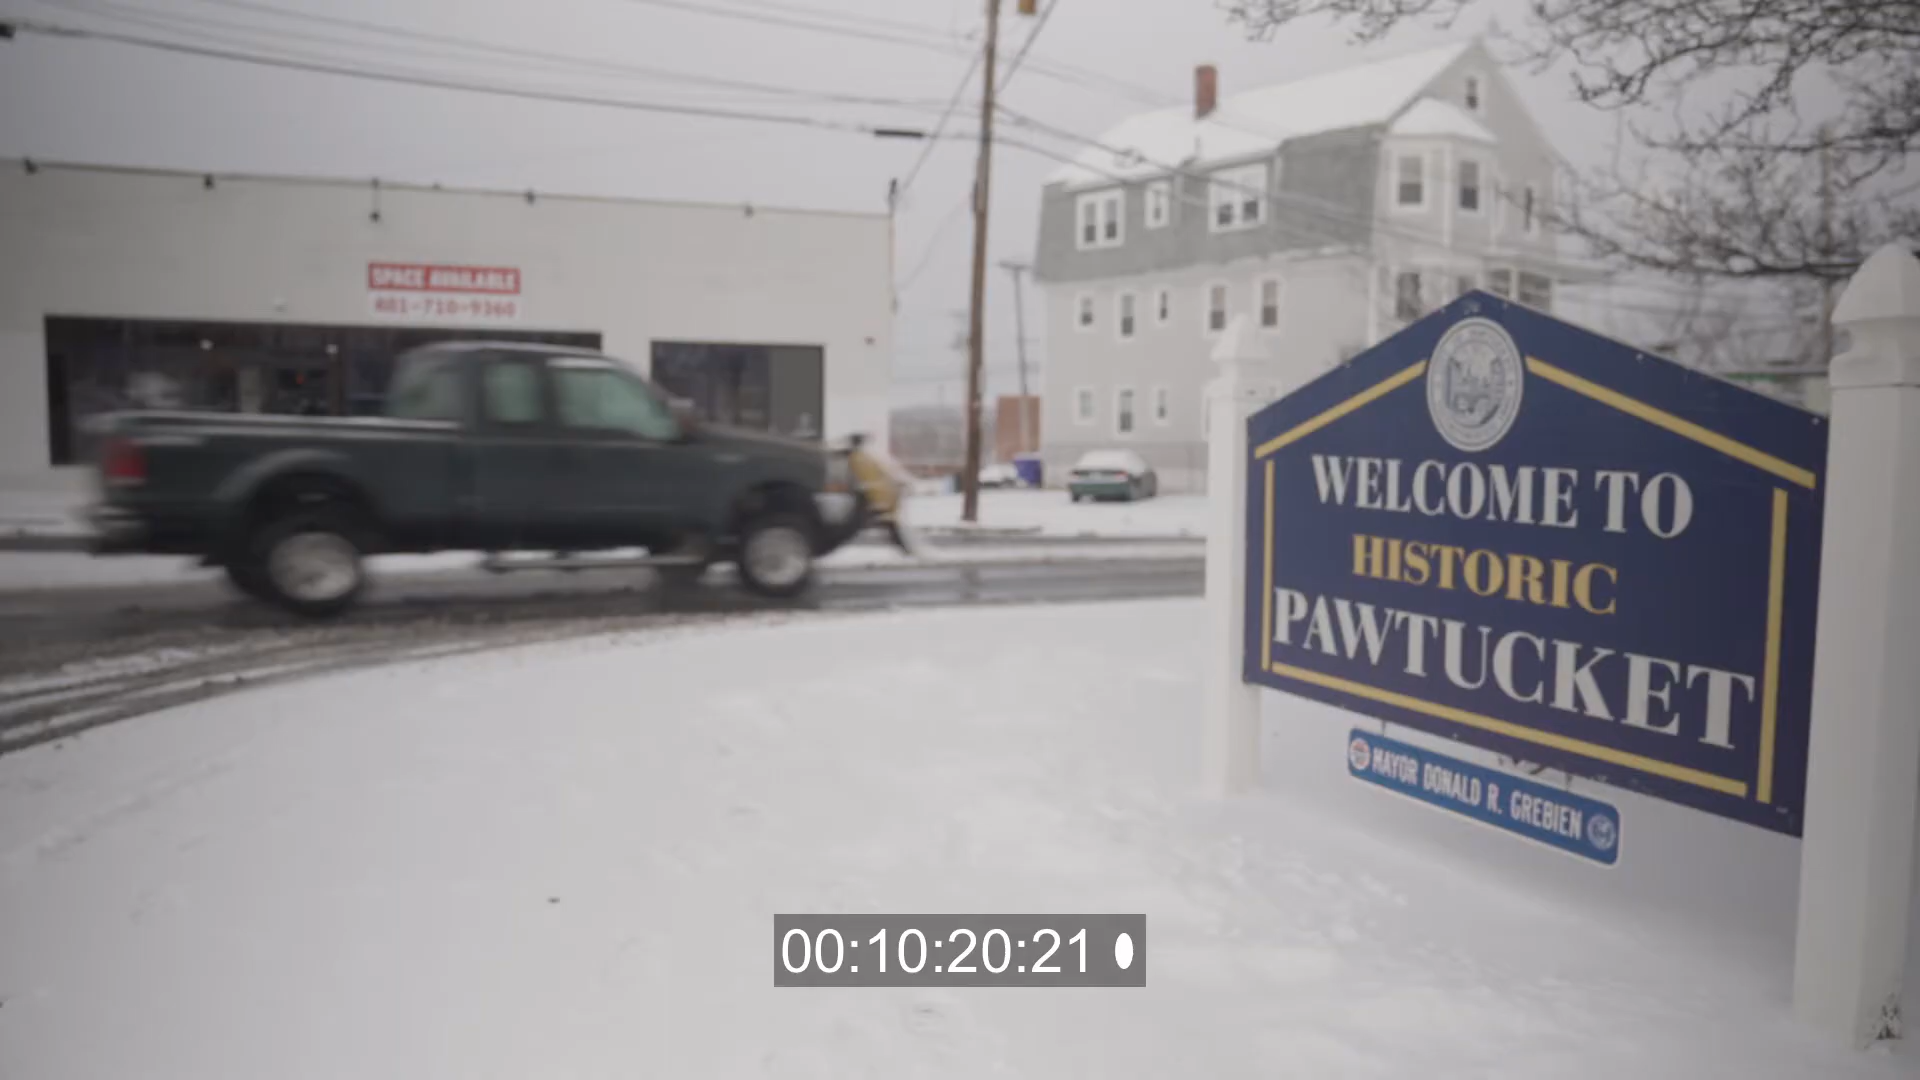 SPACE AVAILABLE
401-710-9360
WELCOME TO
HISTORIC
PAWTUCKET
MAYOR DONALD R. GREBIEN
00:10:20:21